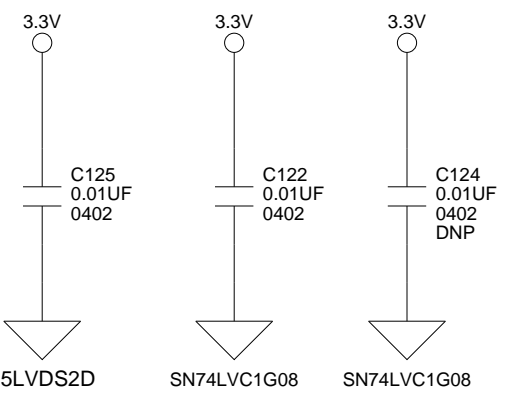 3.3V
3.3V
3.3V
C125
0.01UF
0402
C122
0.01UF
0402
C124
0.01UF
0402
DNP
5LVDS2D
SN74LVC1G08
SN74LVC1G08